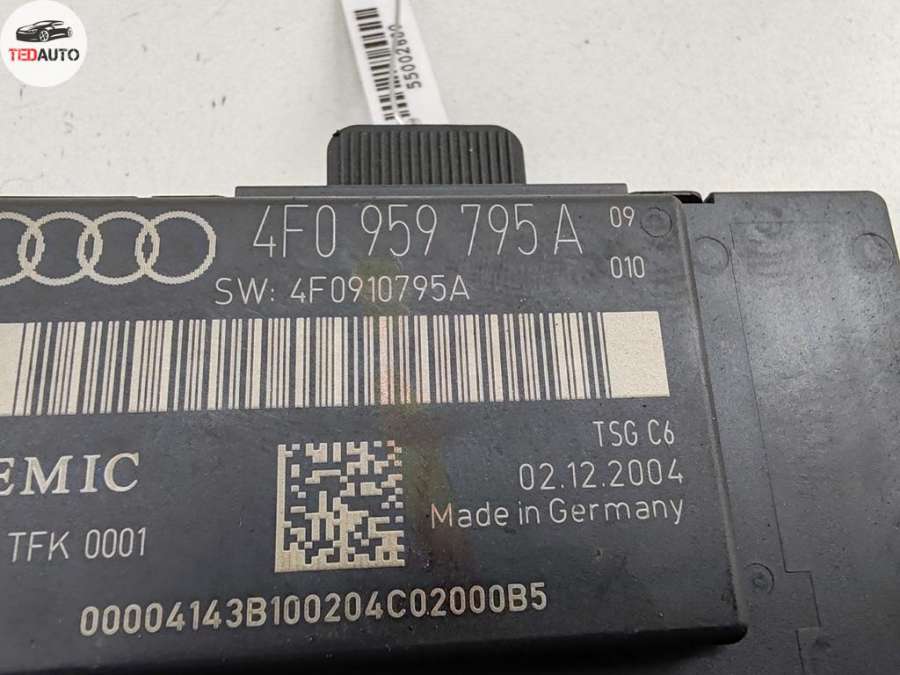 TEDAUTO
55028600
4F0 959 795 A
09
010
SW: 4F0910795A
TSG C6
EMIC
02.12.2004
Made in Germany
TFK 0001
00004143B100204C02000B5